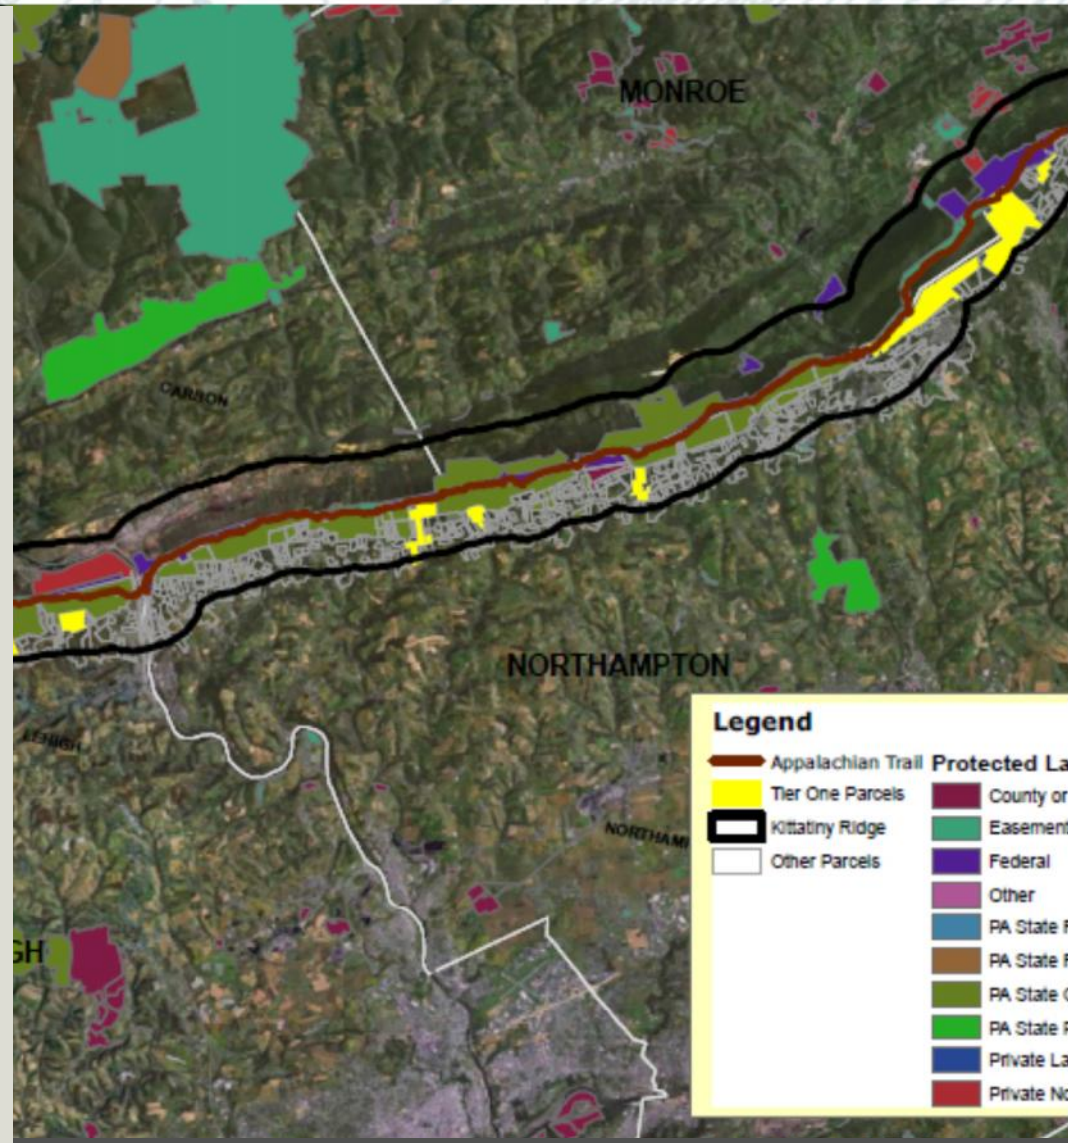 MONROE
CARBON
NORTHAMPTON
LEHIGH
NORTHAM
GH
Legend
Appalachian Trail
Tier One Parcels
Kittatiny Ridge
Other Parcels
Protected La
County or
Easement
Federal
Other
PA State F
PA State F
PA State G
PA State P
Private La
Private No